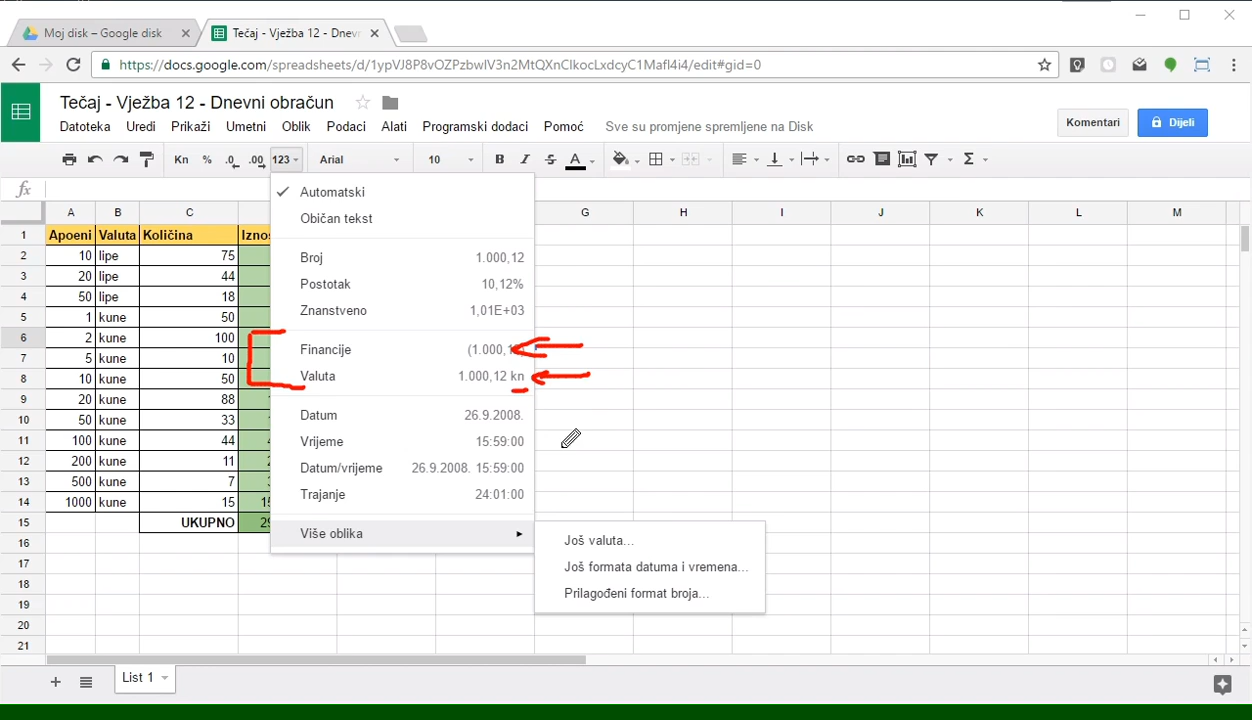 Moj disk – Google disk
Tečaj - Vježba 12 - Dnevn
https://docs.google.com/spreadsheets/d/1ypVJ8P8vOZPzbwIV3n2MtQXnClkocLxdcyC1Mafl4i4/edit#gid=0
Tečaj - Vježba 12 - Dnevni obračun
Datoteka Uredi Prikaži Umetni Oblik Podaci Alati Programski dodaci Pomoć Sve su promjene spremljene na Disk
Komentari
Dijeli
Kn % .0 .00 123 Arial 10 B I S A
fx
A B C G H I J K L M
1 Apoeni Valuta Količina Iznos
2 10 lipe 75
3 20 lipe 44
4 50 lipe 18
5 1 kune 50
6 2 kune 100
7 5 kune 10
8 10 kune 50
9 20 kune 88
10 50 kune 33
11 100 kune 44
12 200 kune 11
13 500 kune 7
14 1000 kune 15
15 UKUPNO
16
17
18
19
20
21
Automatski
Običan tekst
Broj 1.000,12
Postotak 10,12%
Znanstveno 1,01E+03
Financije (1.000,
Valuta 1.000,12 kn
Datum 26.9.2008.
Vrijeme 15:59:00
Datum/vrijeme 26.9.2008. 15:59:00
Trajanje 24:01:00
Više oblika
Još valuta...
Još formata datuma i vremena...
Prilagođeni format broja...
List 1